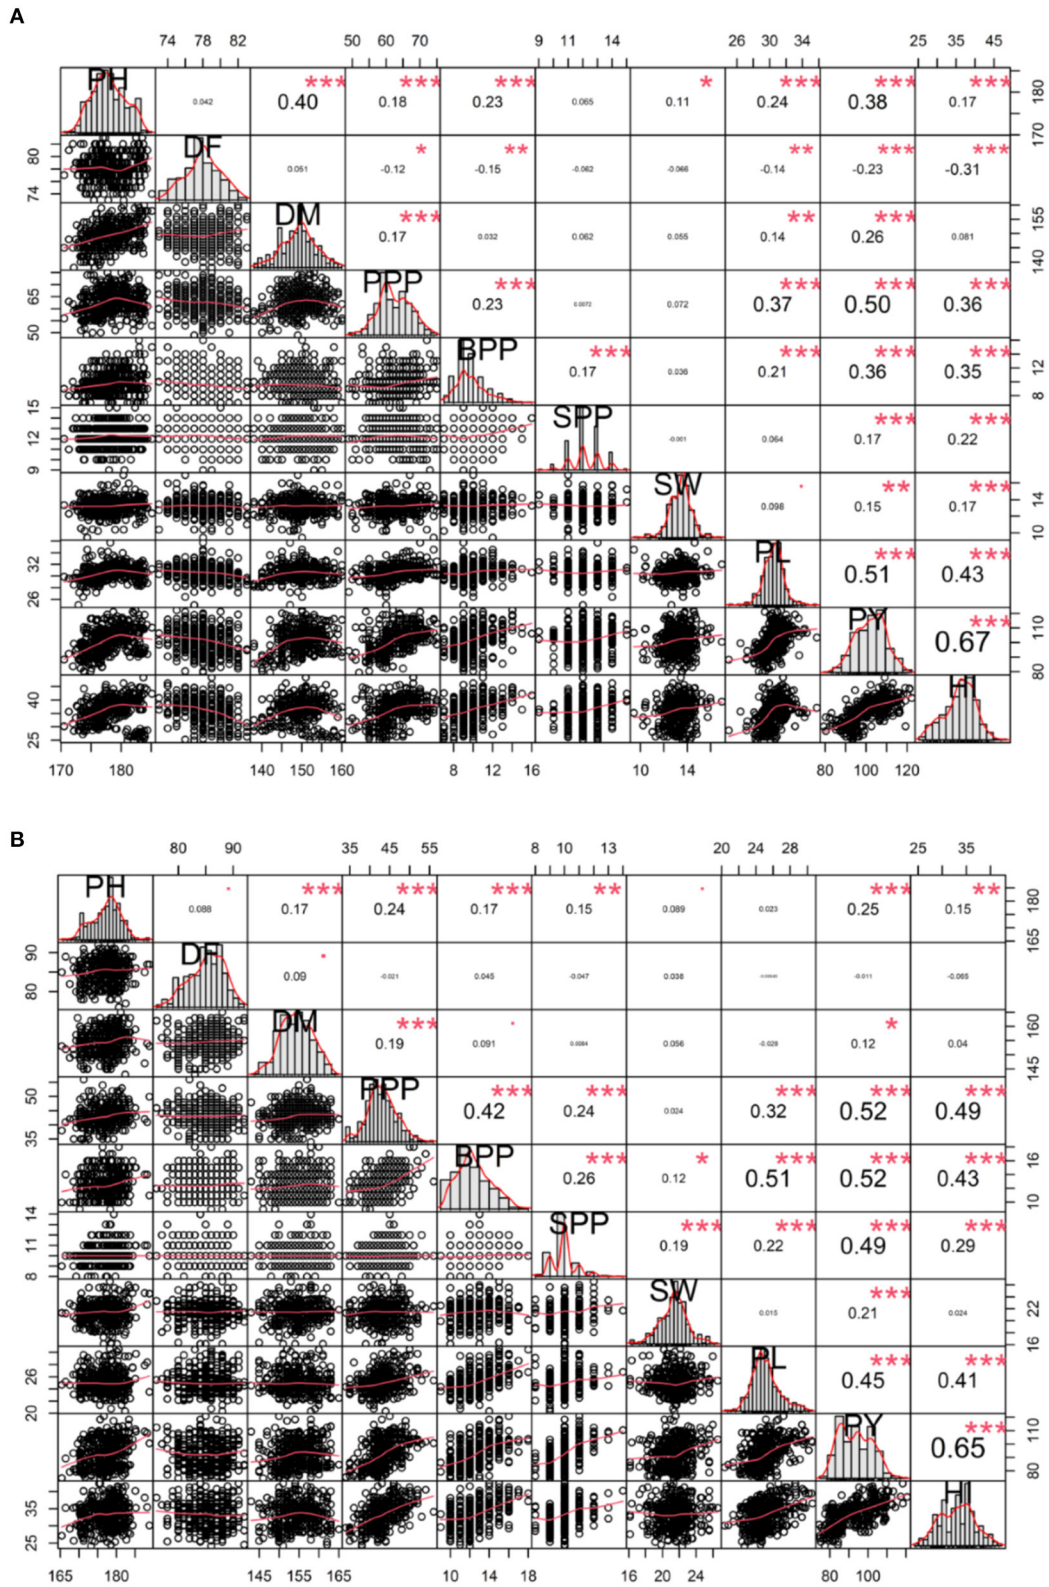 A
74 78 82 50 60 70 9 11 14 26 30 34 25 35 45
PH *** *** *** * *** *** ***
0.042 0.40 0.18 0.23 0.065 0.11 0.24 0.38 0.17
170 180
DF * ** ** *** ***
0.051 -0.12 -0.15 -0.062 -0.066 -0.14 -0.23 -0.31
74 80
DM *** ** ***
0.17 0.032 0.062 0.055 0.14 0.26 0.081
140 155
PPP *** *** *** ***
0.23 0.0072 0.072 0.37 0.50 0.36
50 65
BPP *** *** *** ***
0.17 0.036 0.21 0.36 0.35
8 12
SPP *** ***
-0.001 0.064 0.17 0.22
9 12 15
SW . ** ***
0.098 0.15 0.17
10 14
PL *** ***
0.51 0.43
26 32
PY ***
0.67
80 110
HI
25 40
170 180 140 150 160 8 12 16 10 14 80 100 120
B
80 90 35 45 55 8 10 13 20 24 28 25 35
PH . *** *** *** ** . *** **
0.088 0.17 0.24 0.17 0.15 0.089 0.023 0.25 0.15
165 180
DF .
0.09 -0.021 0.045 -0.047 0.038 -0.011 -0.065
80 90
DM *** . *
0.19 0.091 0.0084 0.056 -0.028 0.12 0.04
145 160
PPP *** *** *** *** ***
0.42 0.24 0.024 0.32 0.52 0.49
35 50
BPP *** * *** *** ***
0.26 0.12 0.51 0.52 0.43
10 16
SPP *** *** *** ***
0.19 0.22 0.49 0.29
8 11 14
SW ***
0.015 0.21 0.024
16 22
PL *** ***
0.45 0.41
20 26
PY ***
0.65
80 110
HI
25 35
165 180 145 155 165 10 14 18 16 20 24 80 100